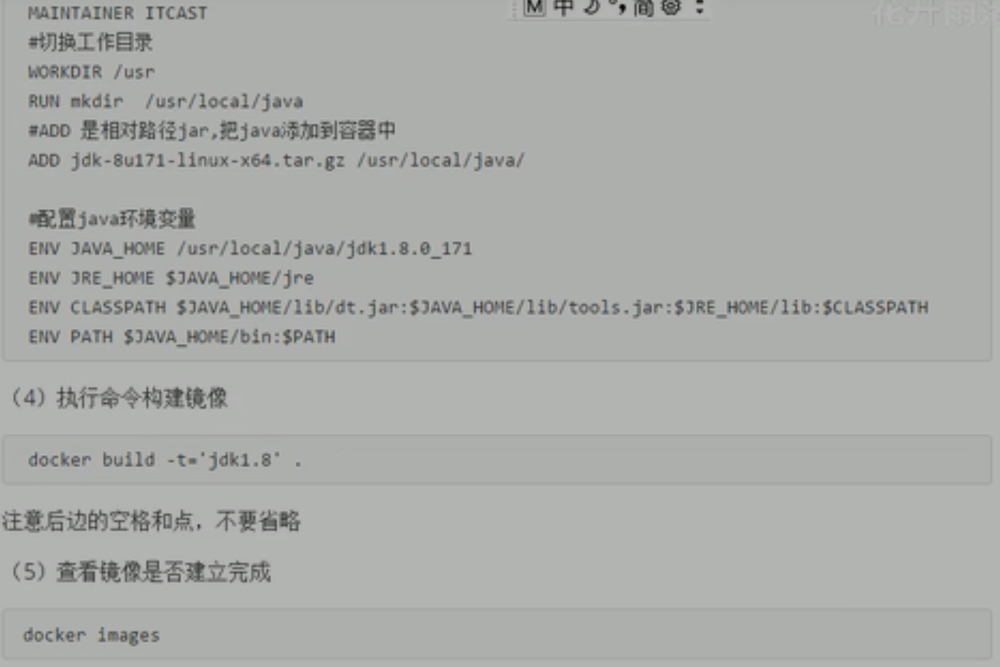 MAINTAINER ITCAST
M 中 简
花开雨落
#切换工作目录
WORKDIR /usr
RUN mkdir  /usr/local/java
#ADD 是相对路径jar,把java添加到容器中
ADD jdk-8u171-linux-x64.tar.gz /usr/local/java/
#配置java环境变量
ENV JAVA_HOME /usr/local/java/jdk1.8.0_171
ENV JRE_HOME $JAVA_HOME/jre
ENV CLASSPATH $JAVA_HOME/lib/dt.jar:$JAVA_HOME/lib/tools.jar:$JRE_HOME/lib:$CLASSPATH
ENV PATH $JAVA_HOME/bin:$PATH
（4）执行命令构建镜像
docker build -t='jdk1.8' .
注意后边的空格和点，不要省略
（5）查看镜像是否建立完成
docker images